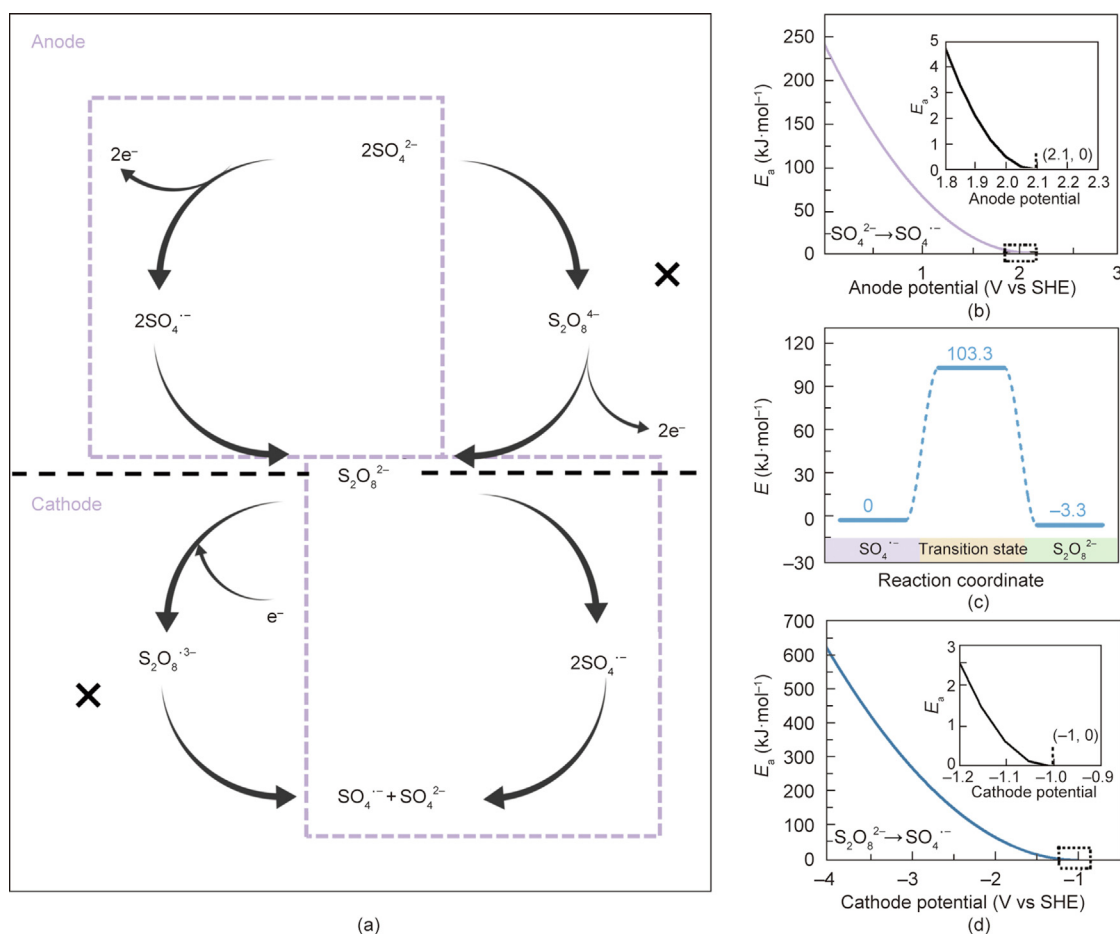 Anode
2e⁻
2SO₄²⁻
2SO₄·⁻
S₂O₈⁴⁻
2e⁻
S₂O₈²⁻
Cathode
e⁻
S₂O₈·³⁻
2SO₄·⁻
SO₄·⁻ + SO₄²⁻
(a)
250
200
150
100
50
0
Eₐ (kJ·mol⁻¹)
5
4
3
2
1
0
Eₐ
(2.1, 0)
1.8 1.9 2.0 2.1 2.2 2.3
Anode potential
SO₄²⁻→SO₄·⁻
1 2 3
Anode potential (V vs SHE)
(b)
120
90
60
30
0
–30
E (kJ·mol⁻¹)
103.3
0
–3.3
SO₄·⁻ Transition state S₂O₈²⁻
Reaction coordinate
(c)
700
600
500
400
300
200
100
0
Eₐ (kJ·mol⁻¹)
3
2
1
0
Eₐ
(–1, 0)
–1.2 –1.1 –1.0 –0.9
Cathode potential
S₂O₈²⁻→SO₄·⁻
–4 –3 –2 –1
Cathode potential (V vs SHE)
(d)